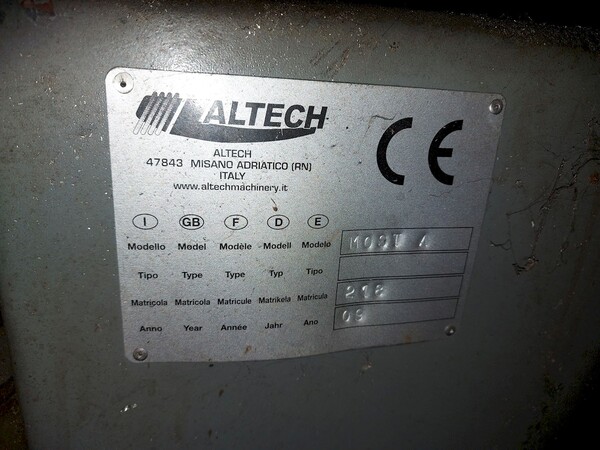 ALTECH
CE
ALTECH
47843 MISANO ADRIATICO (RN)
ITALY
www.altechmachinery.it
I GB F D E
Modello Model Modèle Modell Modelo MOST A
Tipo Type Type Typ Tipo
Matricola Matricola Matricule Matrikela Matricula 218
Anno Year Année Jahr Ano